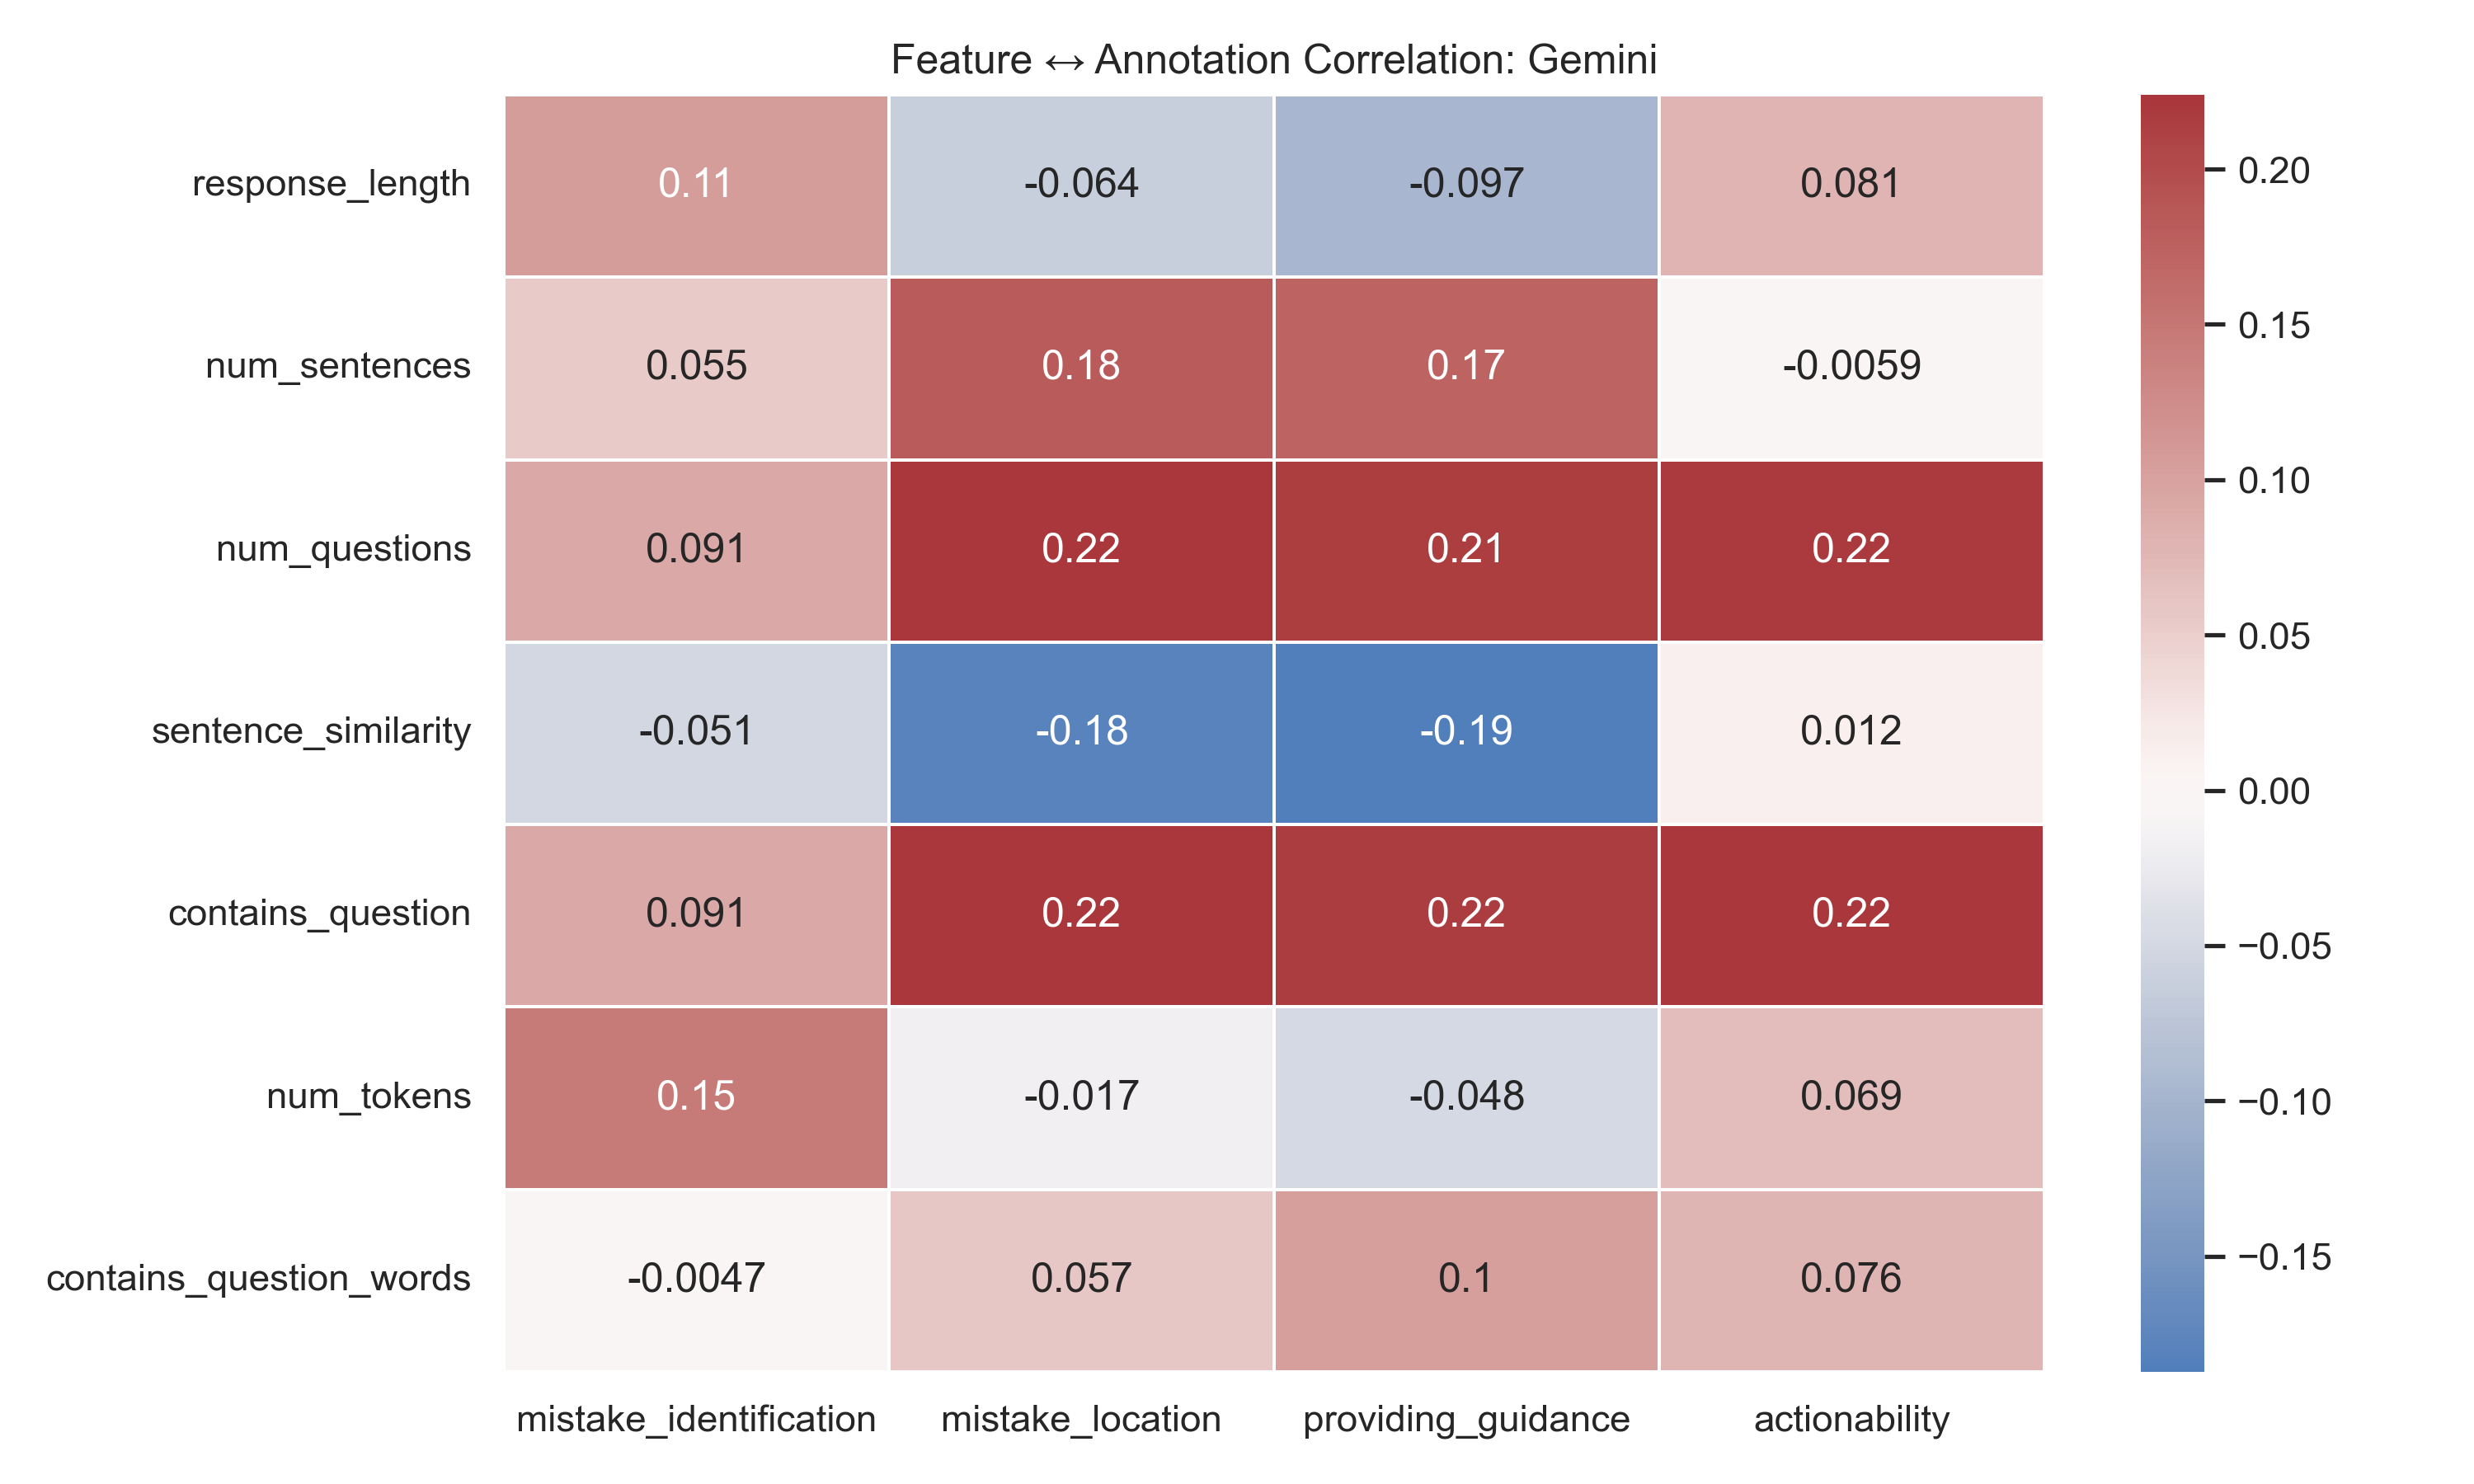 Feature ↔ Annotation Correlation: Gemini
response_length 0.11 -0.064 -0.097 0.081
num_sentences 0.055 0.18 0.17 -0.0059
num_questions 0.091 0.22 0.21 0.22
sentence_similarity -0.051 -0.18 -0.19 0.012
contains_question 0.091 0.22 0.22 0.22
num_tokens 0.15 -0.017 -0.048 0.069
contains_question_words -0.0047 0.057 0.1 0.076
mistake_identification mistake_location providing_guidance actionability
0.20
0.15
0.10
0.05
0.00
−0.05
−0.10
−0.15